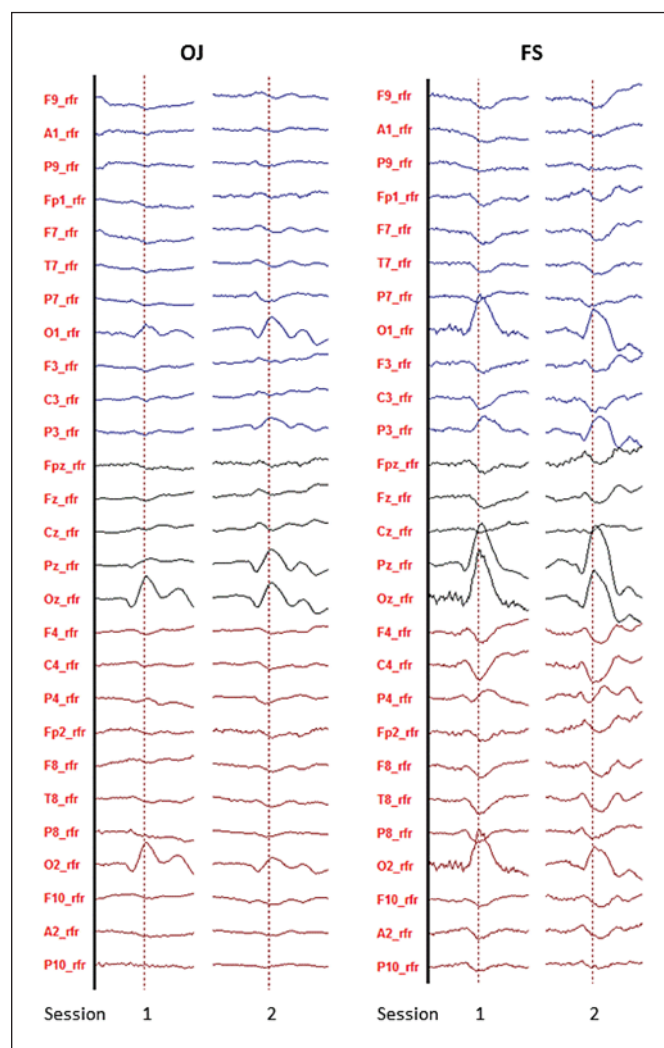 OJ FS
F9_rfr F9_rfr
A1_rfr A1_rfr
P9_rfr P9_rfr
Fp1_rfr Fp1_rfr
F7_rfr F7_rfr
T7_rfr T7_rfr
P7_rfr P7_rfr
O1_rfr O1_rfr
F3_rfr F3_rfr
C3_rfr C3_rfr
P3_rfr P3_rfr
Fpz_rfr Fpz_rfr
Fz_rfr Fz_rfr
Cz_rfr Cz_rfr
Pz_rfr Pz_rfr
Oz_rfr Oz_rfr
F4_rfr F4_rfr
C4_rfr C4_rfr
P4_rfr P4_rfr
Fp2_rfr Fp2_rfr
F8_rfr F8_rfr
T8_rfr T8_rfr
P8_rfr P8_rfr
O2_rfr O2_rfr
F10_rfr F10_rfr
A2_rfr A2_rfr
P10_rfr P10_rfr
Session 1 2 Session 1 2